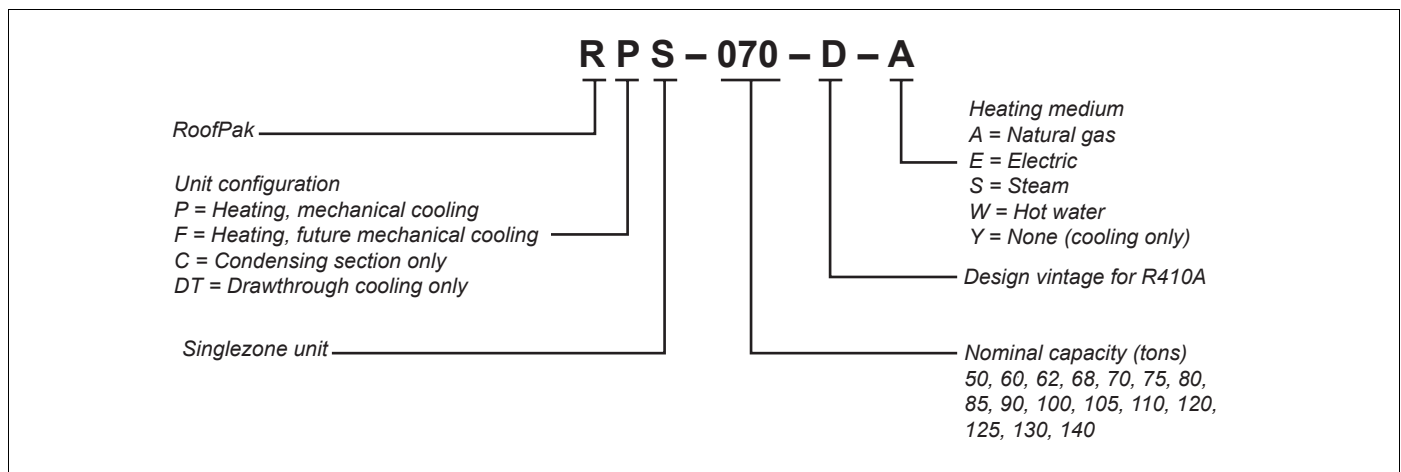 R P S – 070 – D – A
RoofPak
Unit configuration
P = Heating, mechanical cooling
F = Heating, future mechanical cooling
C = Condensing section only
DT = Drawthrough cooling only
Singlezone unit
Heating medium
A = Natural gas
E = Electric
S = Steam
W = Hot water
Y = None (cooling only)
Design vintage for R410A
Nominal capacity (tons)
50, 60, 62, 68, 70, 75, 80,
85, 90, 100, 105, 110, 120,
125, 130, 140